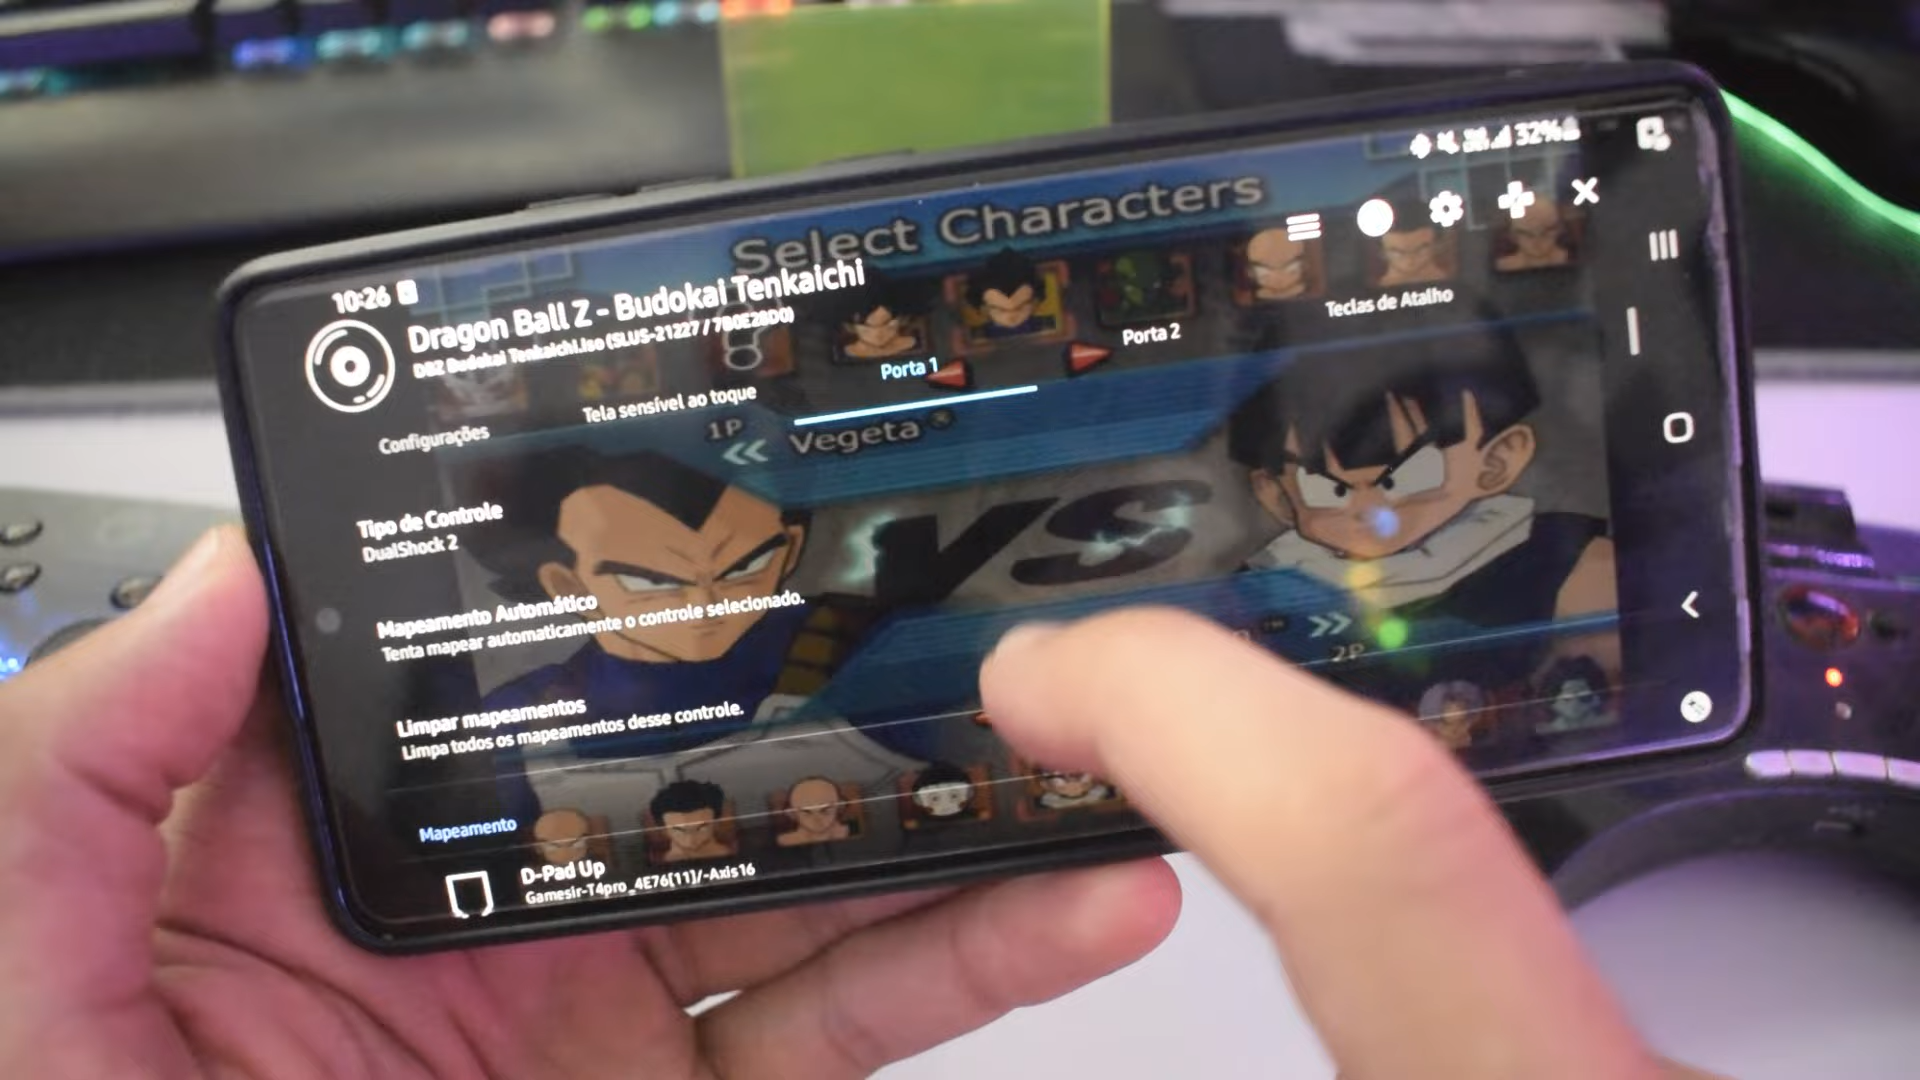 10:26
32%
Select Characters
Dragon Ball Z - Budokai Tenkaichi
DBZ Budokai Tenkaichi.iso (SLUS-21227 / 7B0E28D0)
Configurações
Tela sensível ao toque
Porta 1
Porta 2
Teclas de Atalho
1P
Vegeta
VS
Tipo de Controle
DualShock 2
Mapeamento Automático
Tenta mapear automaticamente o controle selecionado.
2P
Limpar mapeamentos
Limpa todos os mapeamentos desse controle.
Mapeamento
D-Pad Up
Gamesir-T4pro_4E76[11]/-Axis16